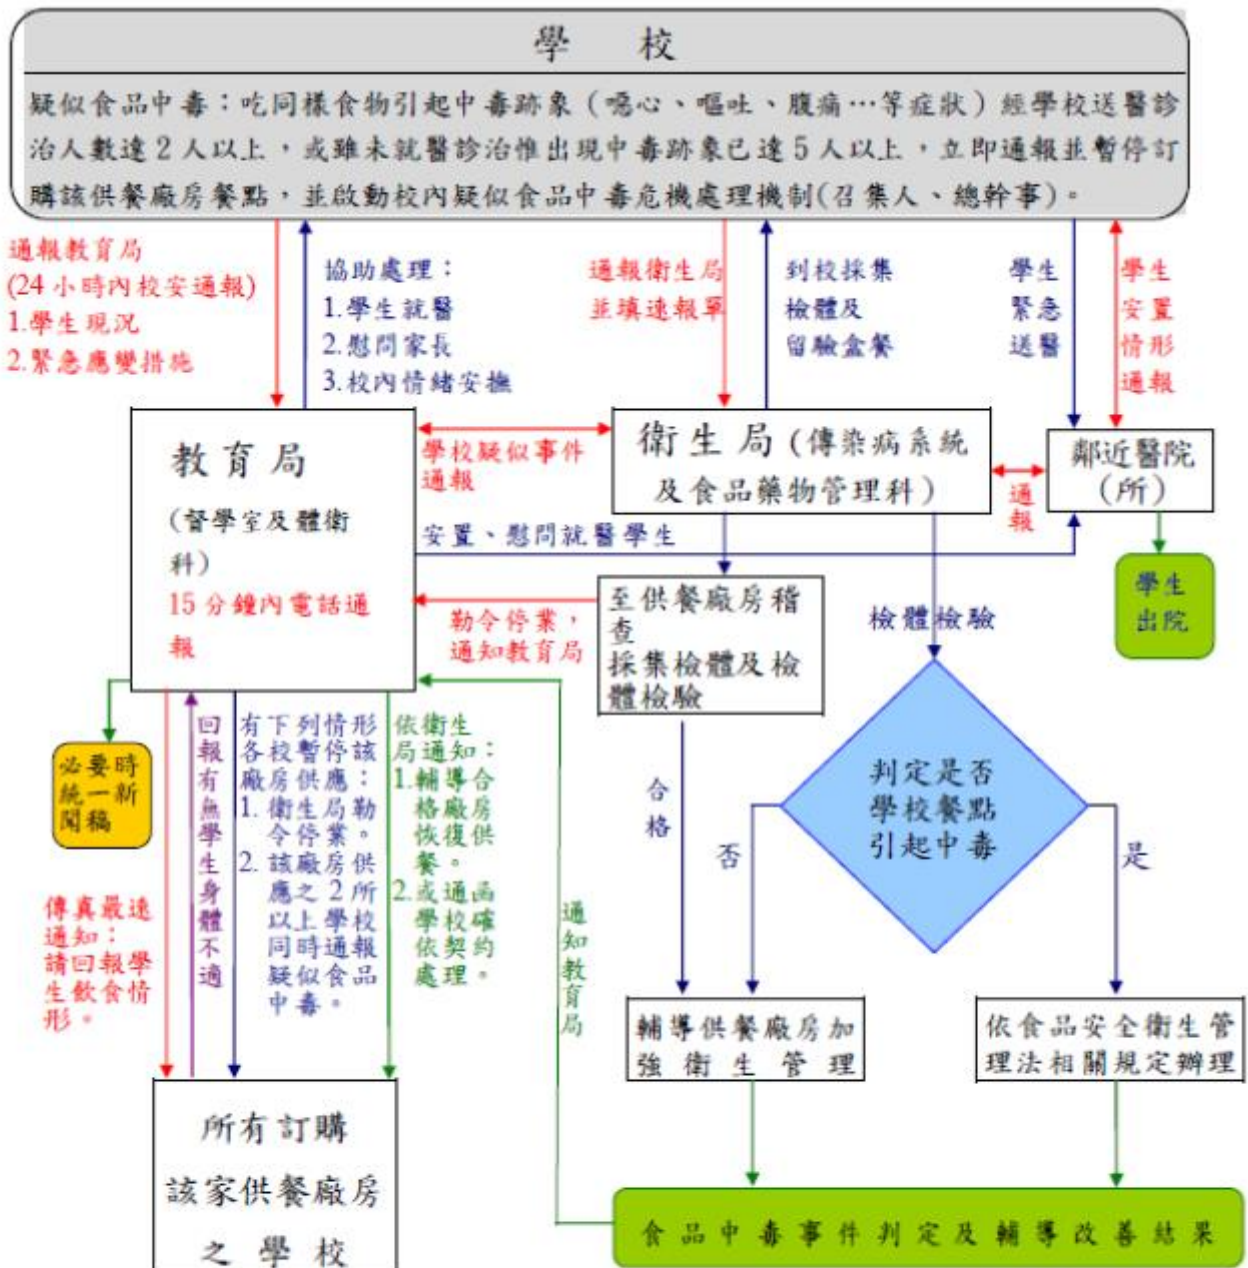 學 校
疑似食品中毒：吃同樣食物引起中毒跡象（噁心、嘔吐、腹痛…等症狀）經學校送醫診
治人數達2人以上，或雖未就醫診治惟出現中毒跡象已達5人以上，立即通報並暫停訂
購該供餐廠房餐點，並啟動校內疑似食品中毒危機處理機制(召集人、總幹事)。
通報教育局
(24小時內校安通報)
1.學生現況
2.緊急應變措施
協助處理：
1.學生就醫
2.慰問家長
3.校內情緒安撫
通報衛生局
並填速報單
到校採集
檢體及
留驗盒餐
學生
緊急
送醫
學生
安置
情形
通報
教育局
(督學室及體衛
科)
15分鐘內電話通
報
學校疑似事件
通報
衛生局(傳染病系統
及食品藥物管理科)
通報
鄰近醫院
(所)
安置、慰問就醫學生
學生
出院
勒令停業，
通知教育局
至供餐廠房稽
查
採集檢體及檢
體檢驗
檢體檢驗
必要時
統一新
聞稿
傳真最速
通知：
請回報學
生飲食情
形。
回報有無學生身體不適
有下列情形
各校暫停該
廠房供應：
1. 衛生局勒
令停業。
2. 該廠房供
應之2所
以上學校
同時通報
疑似食品
中毒。
依衛生
局通知：
1.輔導合
格廠房
恢復供
餐。
2.或通函
學校確
依契約
處理。
通知教育局
合格
否
判定是否
學校餐點
引起中毒
是
輔導供餐廠房加
強衛生管理
依食品安全衛生管
理法相關規定辦理
所有訂購
該家供餐廠房
之學校
食品中毒事件判定及輔導改善結果